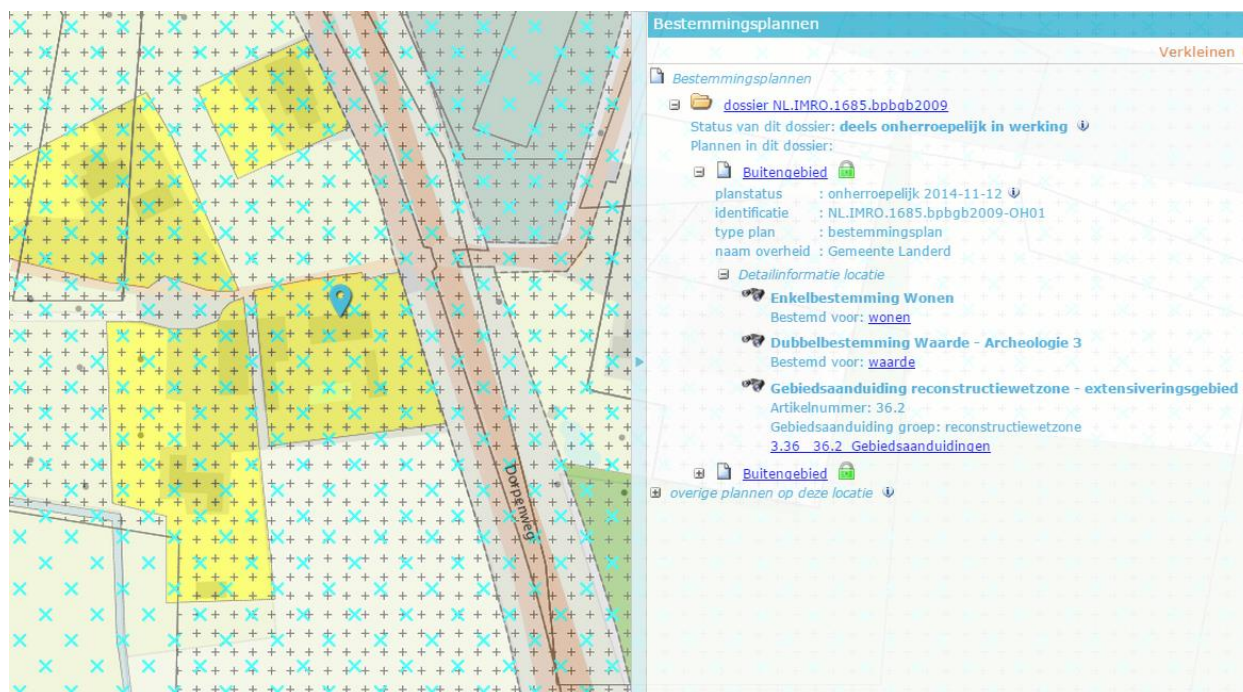 Bestemmingsplannen
Verkleinen
Bestemmingsplannen
dossier NL.IMRO.1685.bpbgb2009
Status van dit dossier: deels onherroepelijk in werking
Plannen in dit dossier:
Buitengebied
planstatus : onherroepelijk 2014-11-12
identificatie : NL.IMRO.1685.bpbgb2009-OH01
type plan : bestemmingsplan
naam overheid : Gemeente Landerd
Detailinformatie locatie
Enkelbestemming Wonen
Bestemd voor: wonen
Dubbelbestemming Waarde - Archeologie 3
Bestemd voor: waarde
Gebiedsaanduiding reconstructiewetzone - extensiveringsgebied
Artikelnummer: 36.2
Gebiedsaanduiding groep: reconstructiewetzone
3.36 36.2 Gebiedsaanduidingen
Buitengebied
overige plannen op deze locatie
Dorpenweg